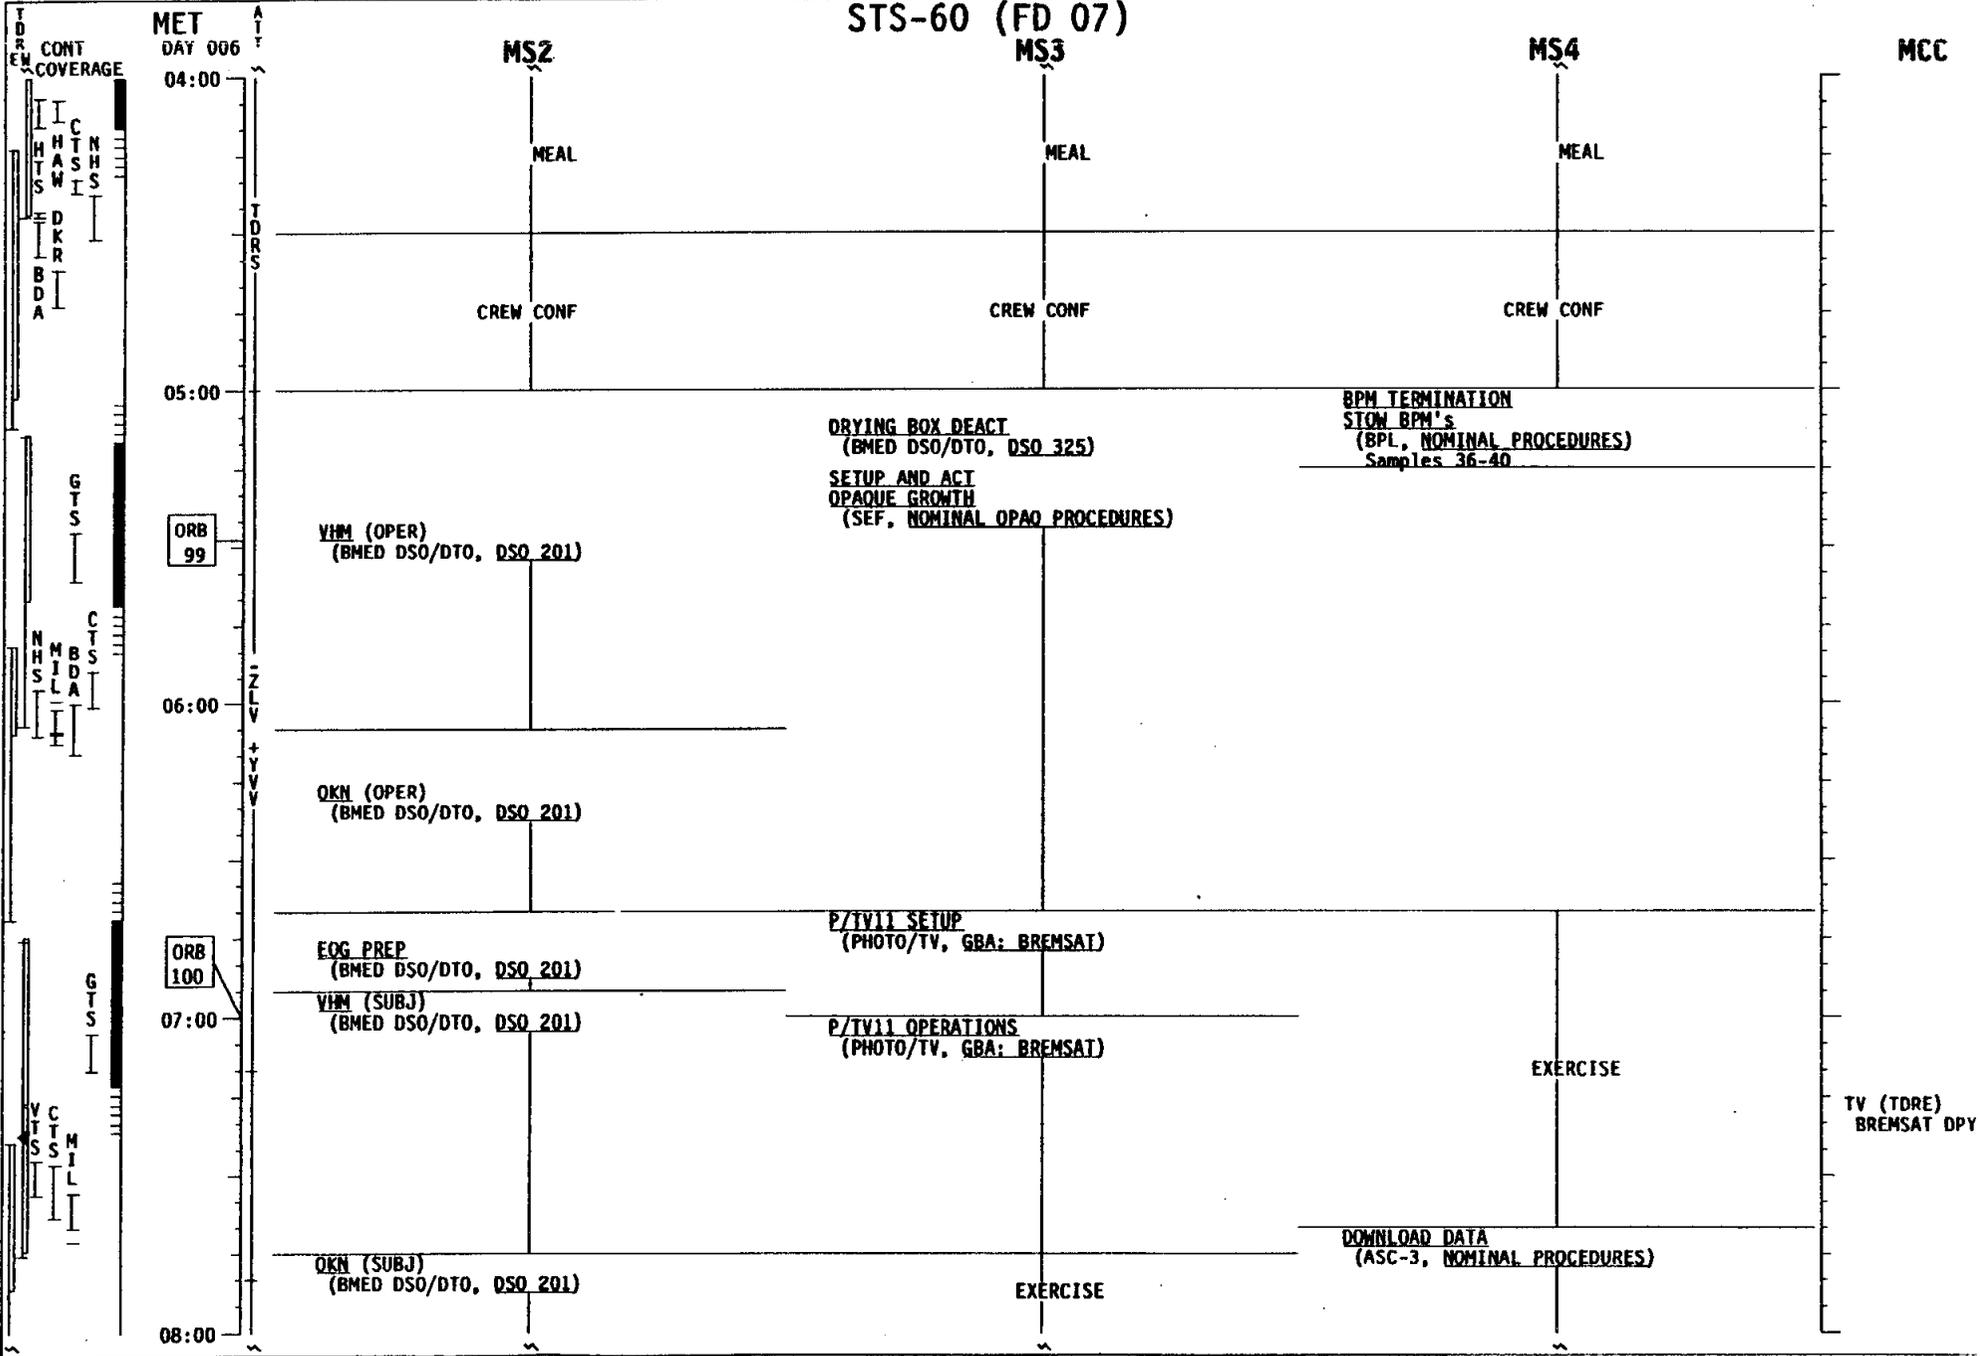 STS-60 (FD 07)
TDRE W
CONT COVERAGE
MET
DAY 006
ATT
MS2
MS3
MS4
MCC
04:00
HTS
HAW
CTS
NHS
MEAL
MEAL
MEAL
DKR
TDRS
BDA
CREW CONF
CREW CONF
CREW CONF
05:00
BPM TERMINATION
STOW BPM's
(BPL, NOMINAL PROCEDURES)
Samples 36-40
DRYING BOX DEACT
(BMED DSO/DTO, DSO 325)
SETUP AND ACT
OPAQUE GROWTH
(SEF, NOMINAL OPAQ PROCEDURES)
GTS
ORB
99
VHM (OPER)
(BMED DSO/DTO, DSO 201)
NHS
MIL
BDA
CTS
-ZLV +YVV
06:00
OKN (OPER)
(BMED DSO/DTO, DSO 201)
P/TV11 SETUP
(PHOTO/TV, GBA: BREMSAT)
ORB
100
EOG PREP
(BMED DSO/DTO, DSO 201)
GTS
VHM (SUBJ)
(BMED DSO/DTO, DSO 201)
07:00
P/TV11 OPERATIONS
(PHOTO/TV, GBA: BREMSAT)
EXERCISE
VTS
CTS
MIL
TV (TDRE)
BREMSAT DPY
DOWNLOAD DATA
(ASC-3, NOMINAL PROCEDURES)
OKN (SUBJ)
(BMED DSO/DTO, DSO 201)
EXERCISE
08:00